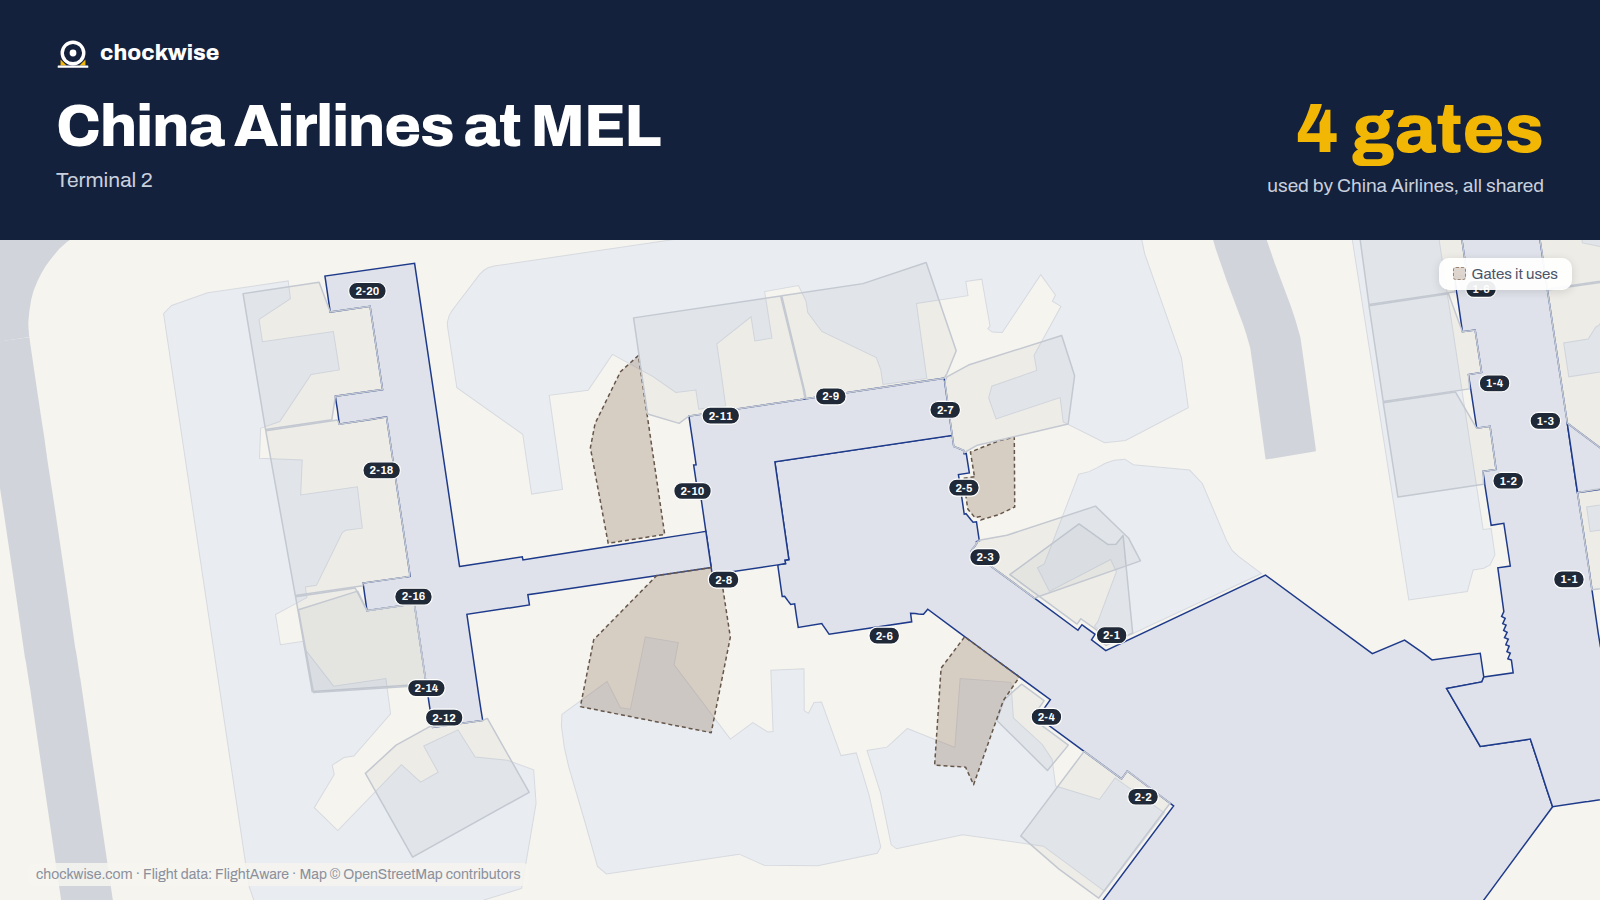 chockwise
China Airlines at MEL
Terminal 2
4 gates
used by China Airlines, all shared
Gates it uses
2-20
1-4
2-9
2-7
2-11
1-3
2-18
1-2
2-5
2-10
2-3
1-1
2-8
2-16
2-6
2-1
2-14
2-12
2-4
2-2
chockwise.com · Flight data: FlightAware · Map © OpenStreetMap contributors